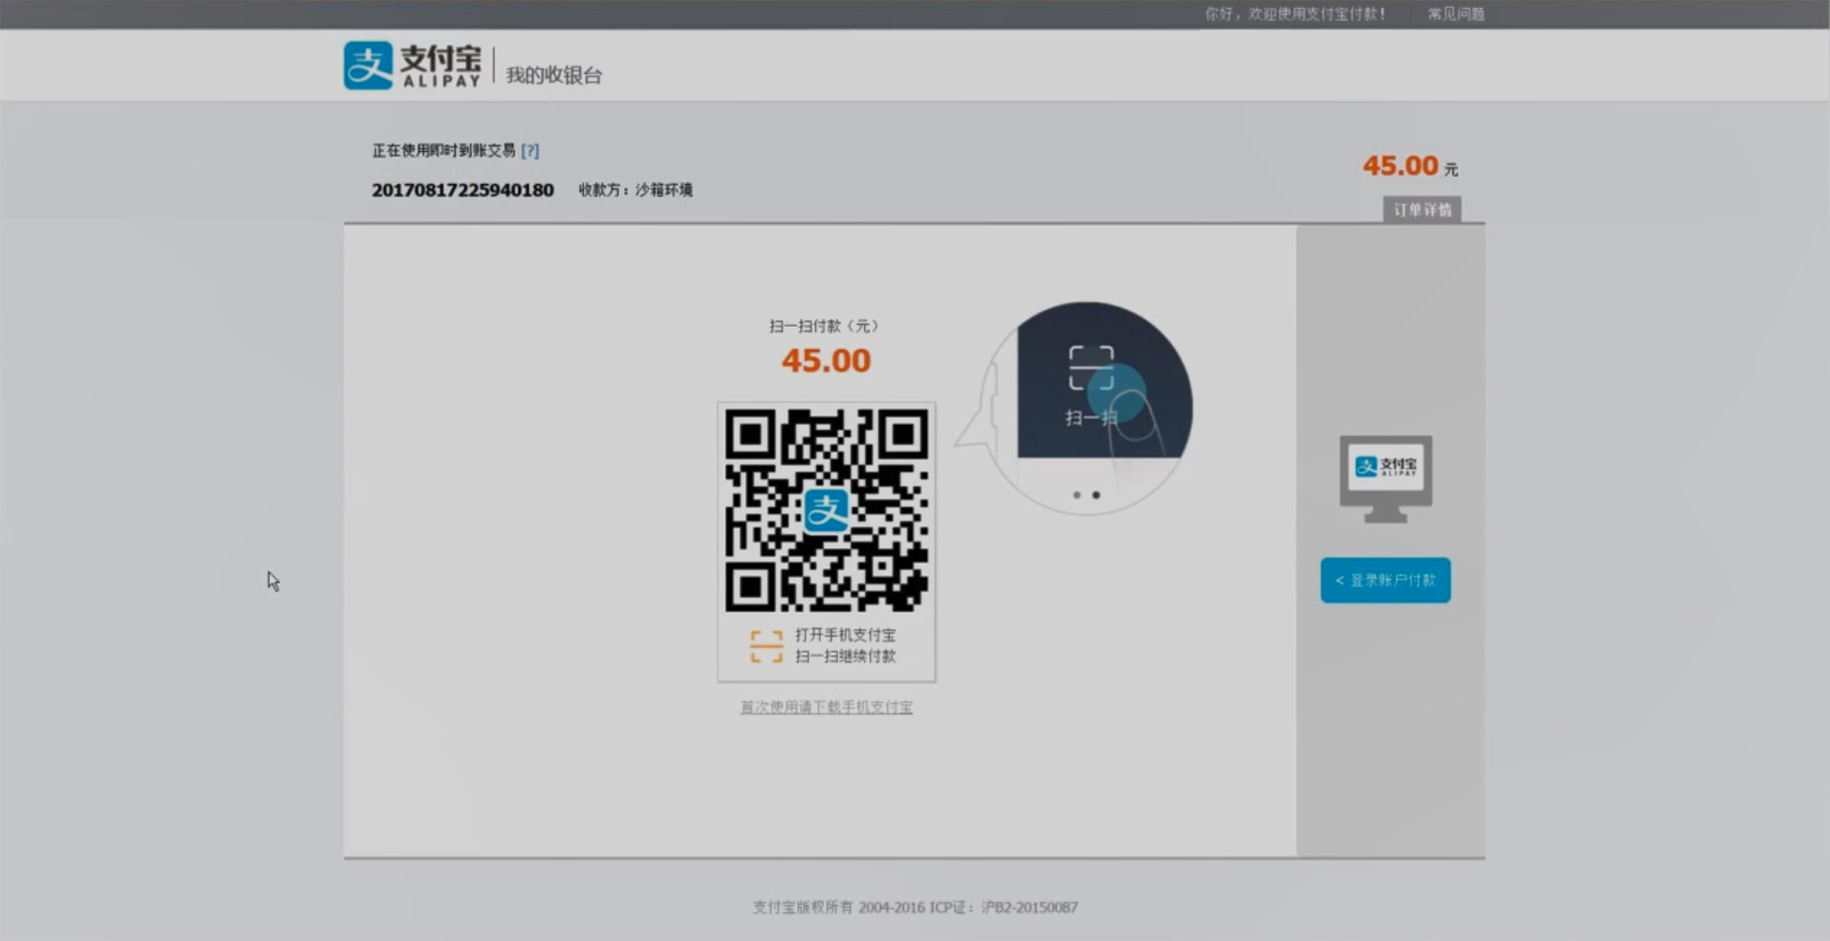 你好，欢迎使用支付宝付款！ 常见问题
支付宝
ALIPAY
我的收银台
正在使用即时到账交易 [?]
45.00 元
20170817225940180 收款方：沙箱环境
订单详情
扫一扫付款（元）
45.00
扫一扫
支
支付宝
ALIPAY
< 登录账户付款
打开手机支付宝
扫一扫继续付款
首次使用请下载手机支付宝
支付宝版权所有 2004-2016 ICP证：沪B2-20150087